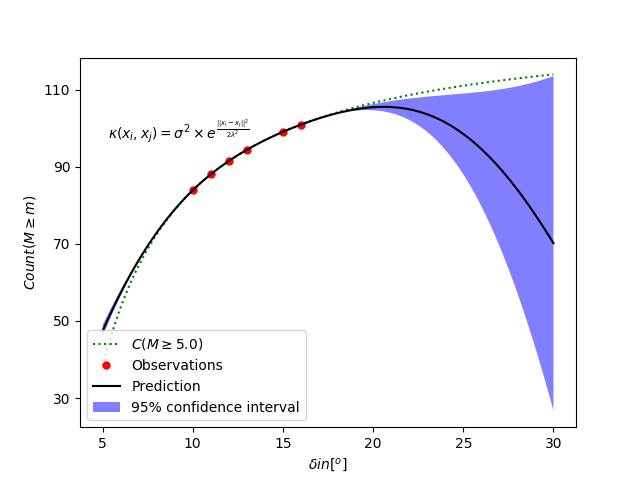 110
90
70
50
30
Count(M ≥ m)
κ(xᵢ, xⱼ) = σ² × e^(||xᵢ − xⱼ||² / 2λ²)
C(M ≥ 5.0)
Observations
Prediction
95% confidence interval
5 10 15 20 25 30
δin[°]